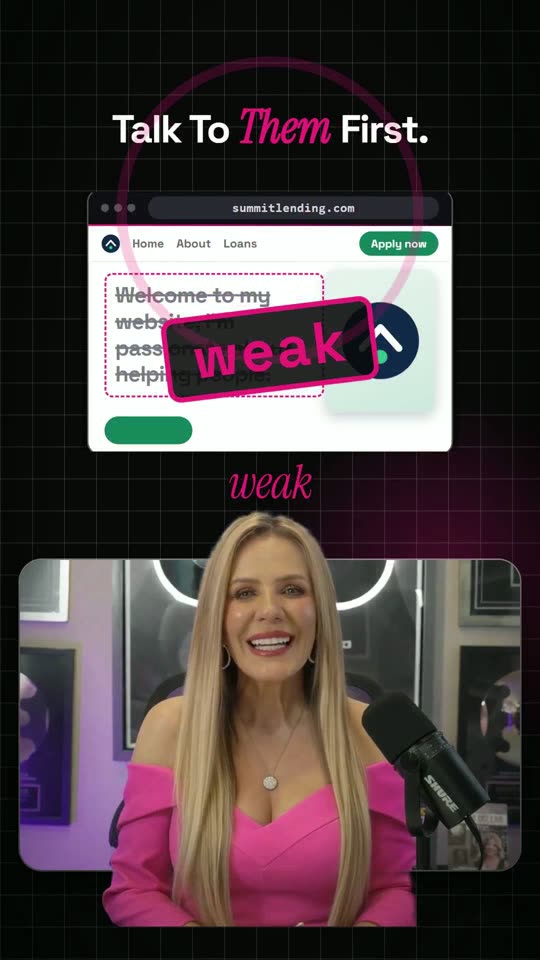 Talk To Them First.
summitlending.com
Home About Loans Apply now
Welcome to my
website, I'm
helping people.
weak
weak
SHURE